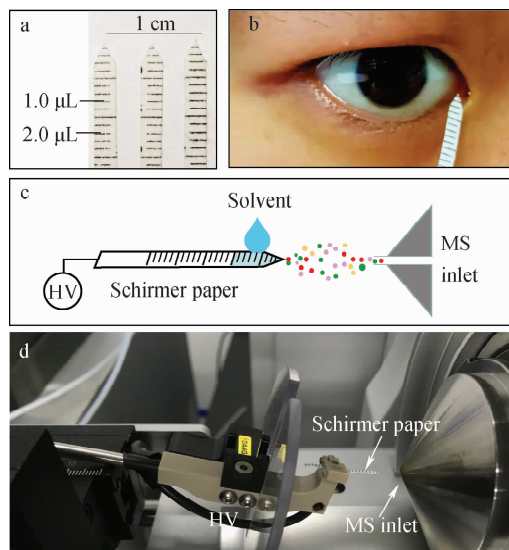 a
1 cm
1.0 μL
2.0 μL
b
c
Solvent
HV
Schirmer paper
MS
inlet
d
Schirmer paper
HV
MS inlet